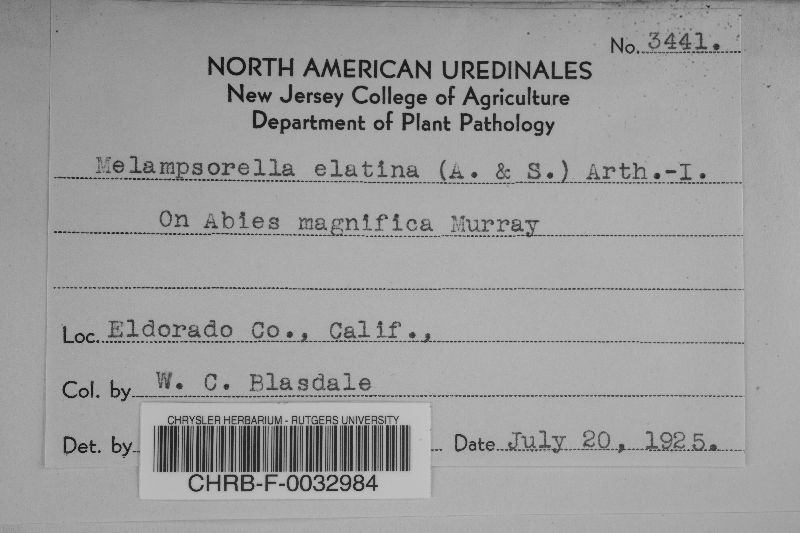 No. 3441.
NORTH AMERICAN UREDINALES
New Jersey College of Agriculture
Department of Plant Pathology
Melampsorella elatina (A. & S.) Arth.-I.
On Abies magnifica Murray
Loc. Eldorado Co., Calif.,
Col. by W. C. Blasdale
Det. by
Date July 20, 1925.
CHRYSLER HERBARIUM - RUTGERS UNIVERSITY
CHRB-F-0032984